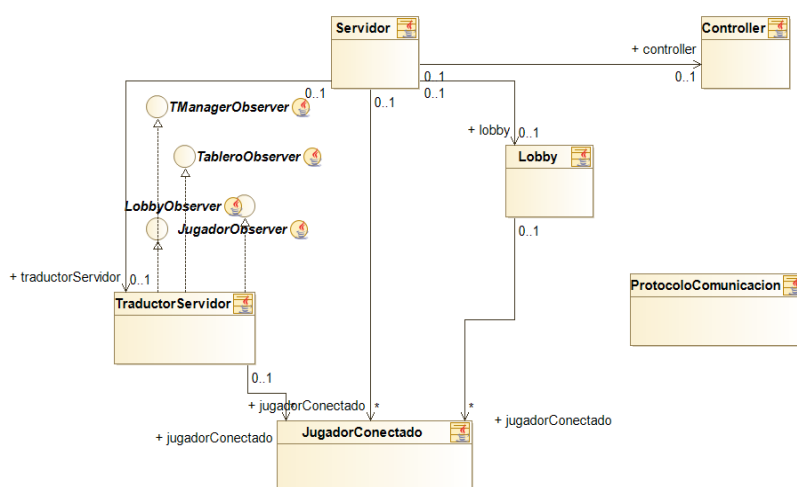 Servidor
Controller
+ controller
0..1
0..1
0..1
0..1
0..1
TManagerObserver
+ lobby
0..1
TableroObserver
Lobby
LobbyObserver
JugadorObserver
0..1
+ traductorServidor
0..1
ProtocoloComunicacion
TraductorServidor
0..1
+ jugadorConectado
*
*
*
+ jugadorConectado
+ jugadorConectado
JugadorConectado